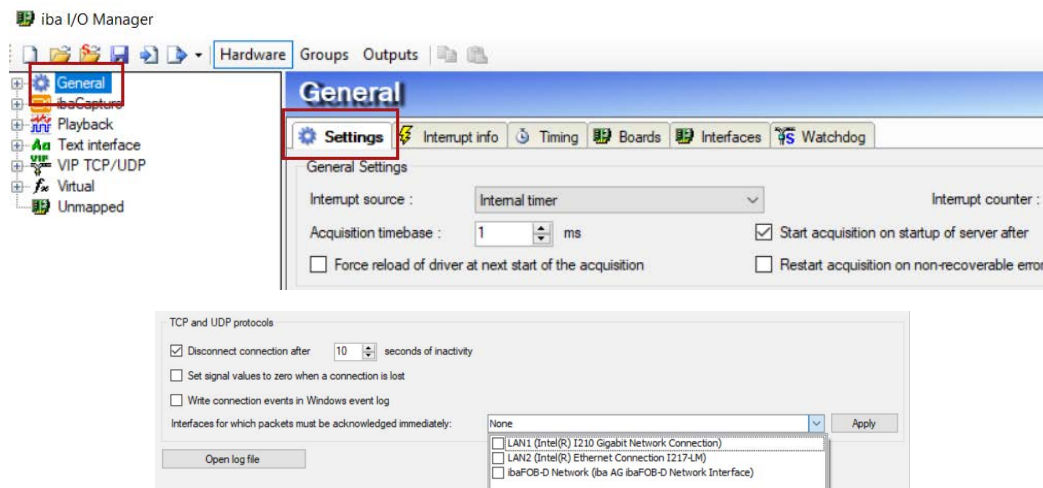 iba I/O Manager
Hardware Groups Outputs
General
ibaCapture
Playback
Text interface
VIP TCP/UDP
Virtual
Unmapped
General
Settings Interrupt info Timing Boards Interfaces Watchdog
General Settings
Interrupt source : Internal timer Interrupt counter :
Acquisition timebase : 1 ms Start acquisition on startup of server after
Force reload of driver at next start of the acquisition Restart acquisition on non-recoverable error
TCP and UDP protocols
Disconnect connection after 10 seconds of inactivity
Set signal values to zero when a connection is lost
Write connection events in Windows event log
Interfaces for which packets must be acknowledged immediately: None Apply
LAN1 (Intel(R) I210 Gigabit Network Connection)
LAN2 (Intel(R) Ethernet Connection I217-LM)
ibaFOB-D Network (iba AG ibaFOB-D Network Interface)
Open log file